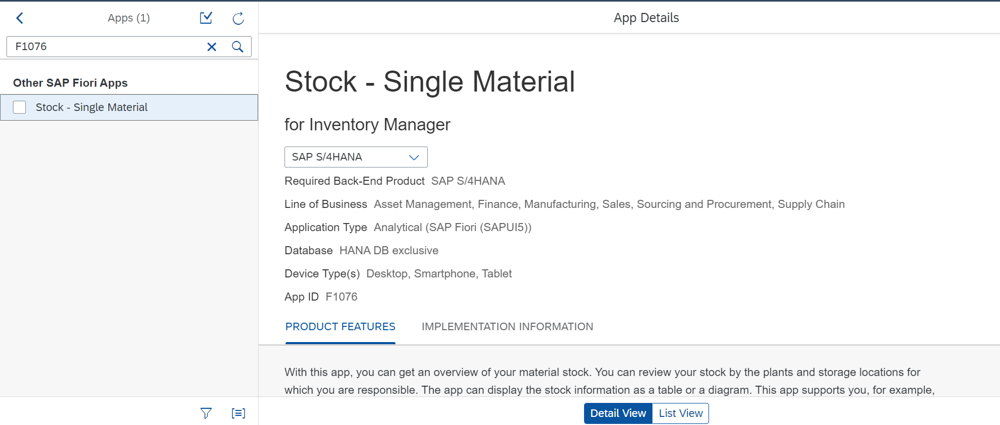 Apps (1)
F1076
Other SAP Fiori Apps
Stock - Single Material
App Details
Stock - Single Material
for Inventory Manager
SAP S/4HANA
Required Back-End Product SAP S/4HANA
Line of Business Asset Management, Finance, Manufacturing, Sales, Sourcing and Procurement, Supply Chain
Application Type Analytical (SAP Fiori (SAPUI5))
Database HANA DB exclusive
Device Type(s) Desktop, Smartphone, Tablet
App ID F1076
PRODUCT FEATURES IMPLEMENTATION INFORMATION
With this app, you can get an overview of your material stock. You can review your stock by the plants and storage locations for
which you are responsible. The app can display the stock information as a table or a diagram. This app supports you, for example,
Detail View List View